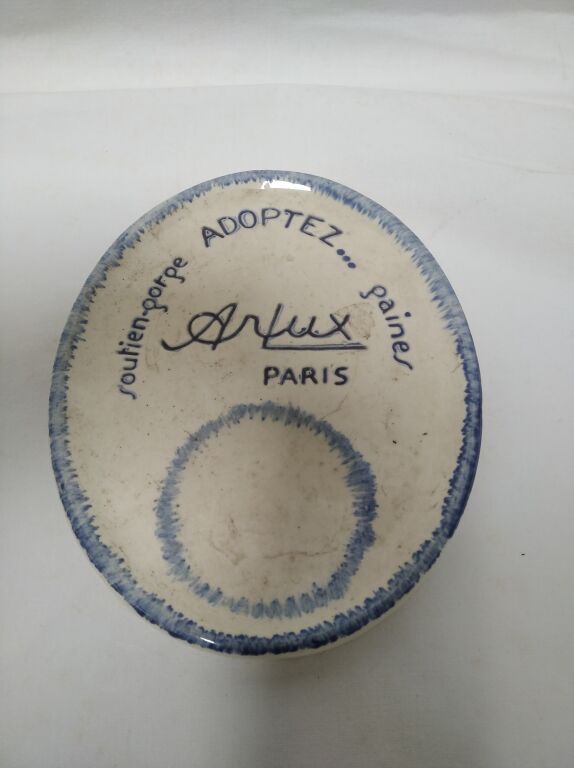 ADOPTEZ...
soutien-gorge
gaines
Arlux
PARIS